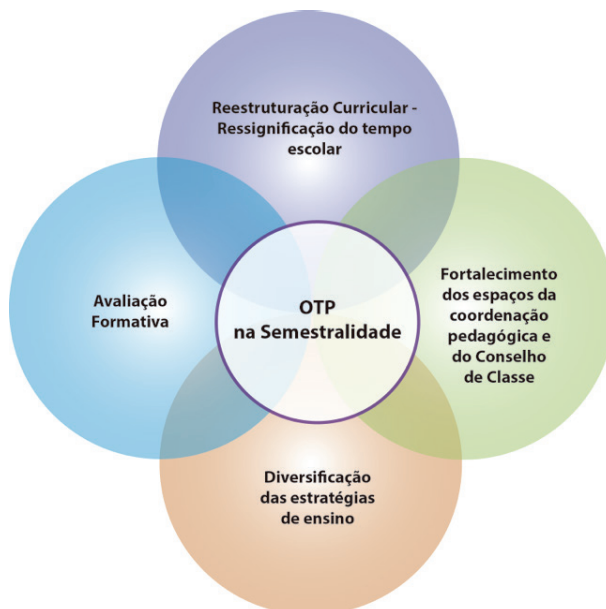 Reestruturação Curricular -
Ressignificação do tempo
escolar
Avaliação
Formativa
OTP
na Semestralidade
Fortalecimento
dos espaços da
coordenação
pedagógica e
do Conselho
de Classe
Diversificação
das estratégias
de ensino